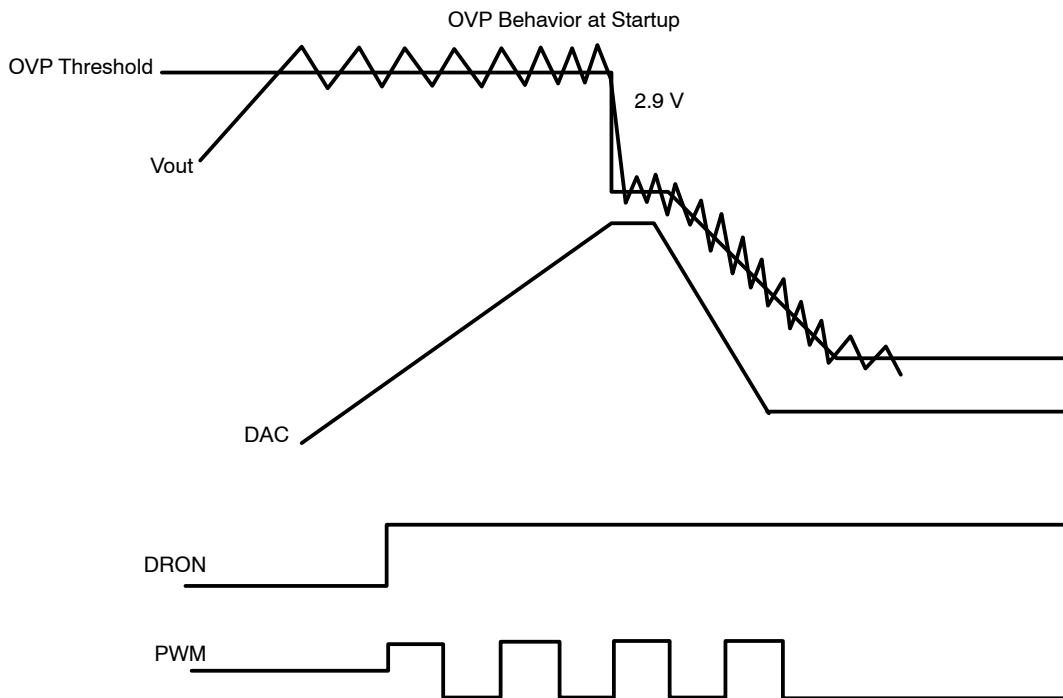 OVP Behavior at Startup
OVP Threshold
2.9 V
Vout
DAC
DRON
PWM